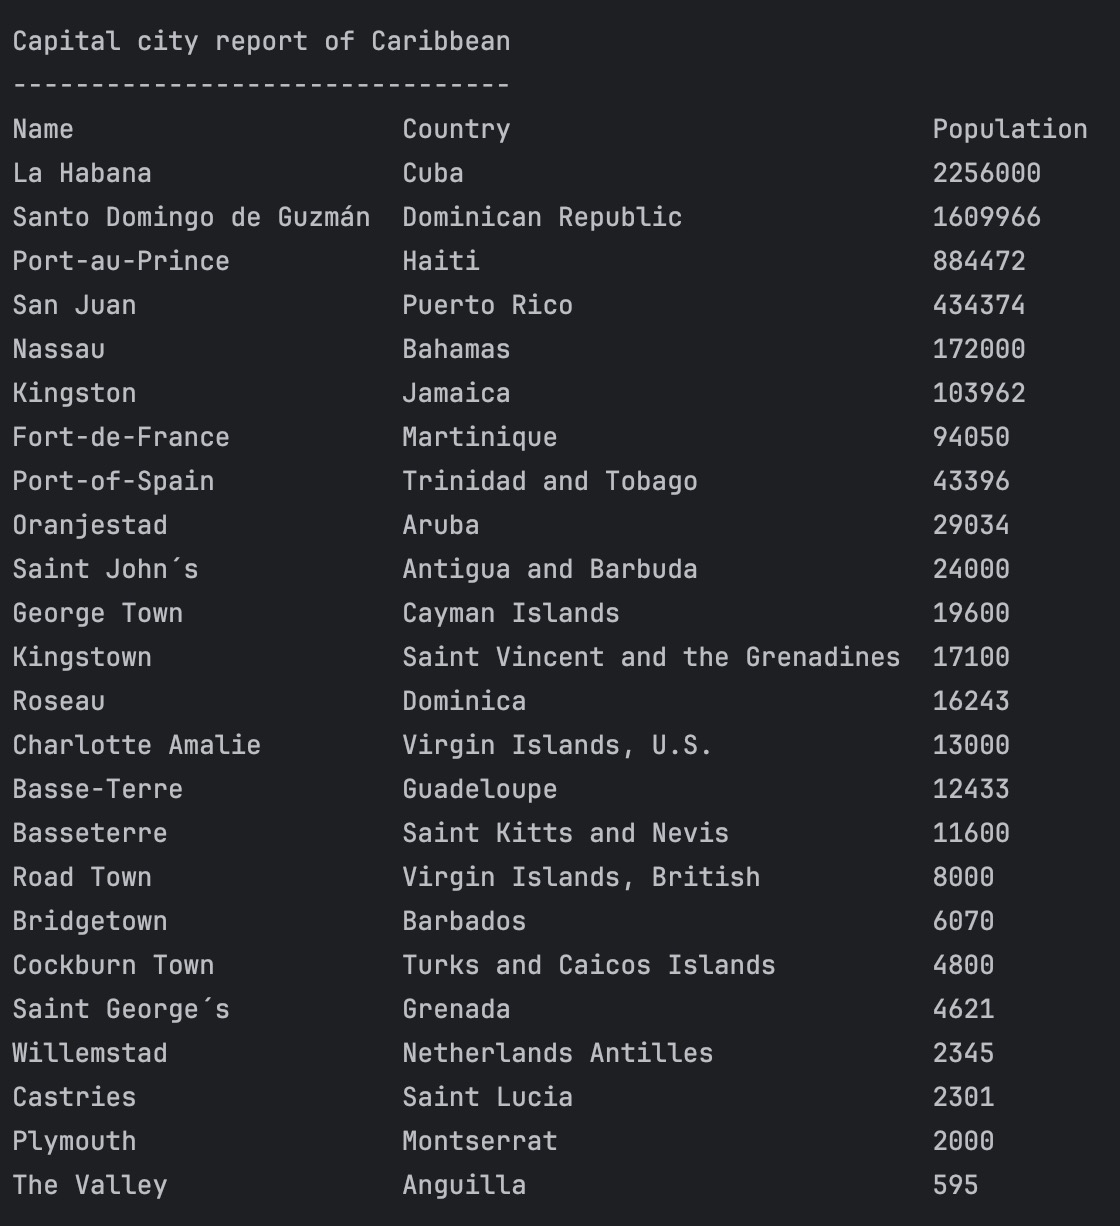 Capital city report of Caribbean
--------------------------------
Name Country Population
La Habana Cuba 2256000
Santo Domingo de Guzmán Dominican Republic 1609966
Port-au-Prince Haiti 884472
San Juan Puerto Rico 434374
Nassau Bahamas 172000
Kingston Jamaica 103962
Fort-de-France Martinique 94050
Port-of-Spain Trinidad and Tobago 43396
Oranjestad Aruba 29034
Saint John´s Antigua and Barbuda 24000
George Town Cayman Islands 19600
Kingstown Saint Vincent and the Grenadines 17100
Roseau Dominica 16243
Charlotte Amalie Virgin Islands, U.S. 13000
Basse-Terre Guadeloupe 12433
Basseterre Saint Kitts and Nevis 11600
Road Town Virgin Islands, British 8000
Bridgetown Barbados 6070
Cockburn Town Turks and Caicos Islands 4800
Saint George´s Grenada 4621
Willemstad Netherlands Antilles 2345
Castries Saint Lucia 2301
Plymouth Montserrat 2000
The Valley Anguilla 595